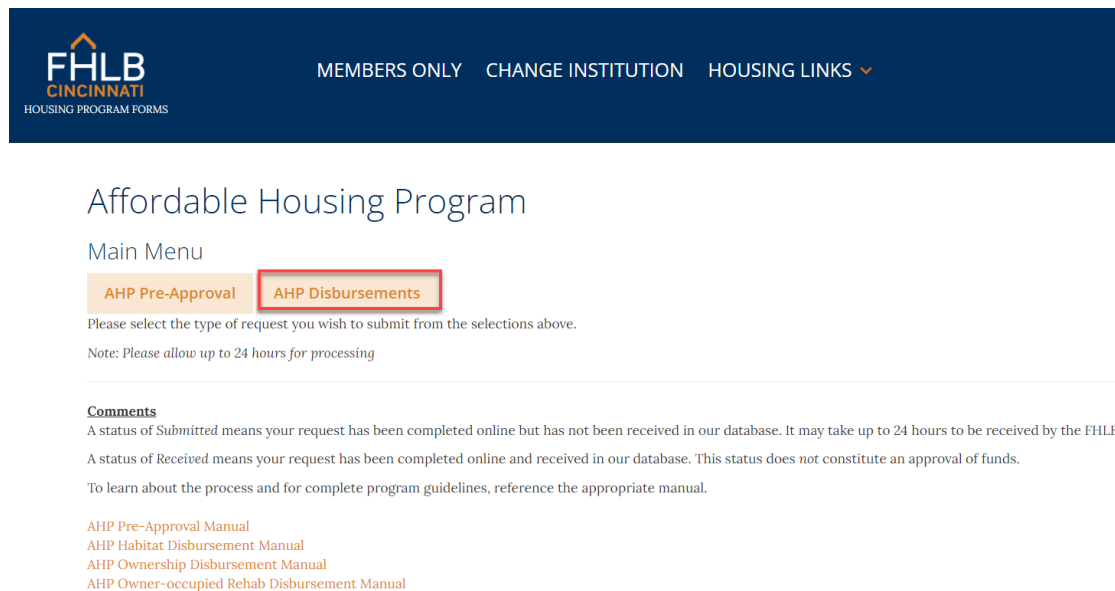 FHLB
CINCINNATI
HOUSING PROGRAM FORMS
MEMBERS ONLY CHANGE INSTITUTION HOUSING LINKS
Affordable Housing Program
Main Menu
AHP Pre-Approval AHP Disbursements
Please select the type of request you wish to submit from the selections above.
Note: Please allow up to 24 hours for processing
Comments
A status of Submitted means your request has been completed online but has not been received in our database. It may take up to 24 hours to be received by the FHLB
A status of Received means your request has been completed online and received in our database. This status does not constitute an approval of funds.
To learn about the process and for complete program guidelines, reference the appropriate manual.
AHP Pre-Approval Manual
AHP Habitat Disbursement Manual
AHP Ownership Disbursement Manual
AHP Owner-occupied Rehab Disbursement Manual